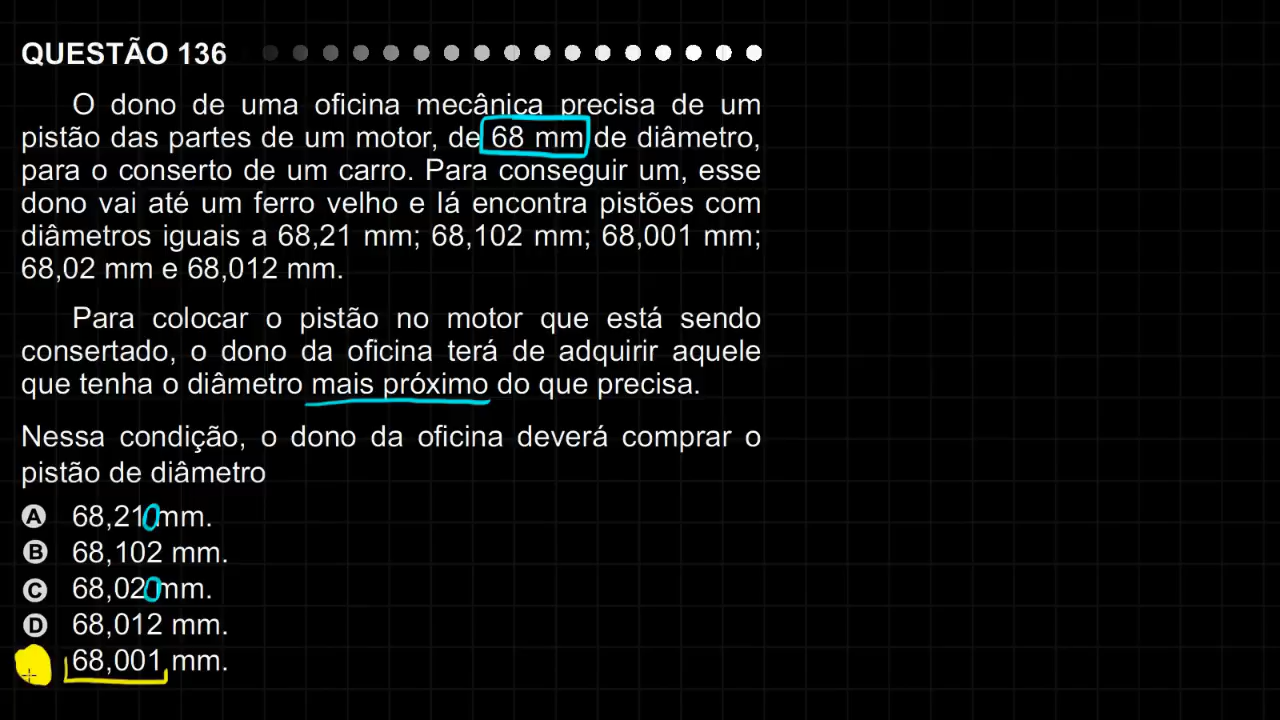 QUESTÃO 136
O dono de uma oficina mecânica precisa de um
pistão das partes de um motor, de 68 mm de diâmetro,
para o conserto de um carro. Para conseguir um, esse
dono vai até um ferro velho e lá encontra pistões com
diâmetros iguais a 68,21 mm; 68,102 mm; 68,001 mm;
68,02 mm e 68,012 mm.
Para colocar o pistão no motor que está sendo
consertado, o dono da oficina terá de adquirir aquele
que tenha o diâmetro mais próximo do que precisa.
Nessa condição, o dono da oficina deverá comprar o
pistão de diâmetro
A 68,210 mm.
B 68,102 mm.
C 68,020 mm.
D 68,012 mm.
68,001 mm.